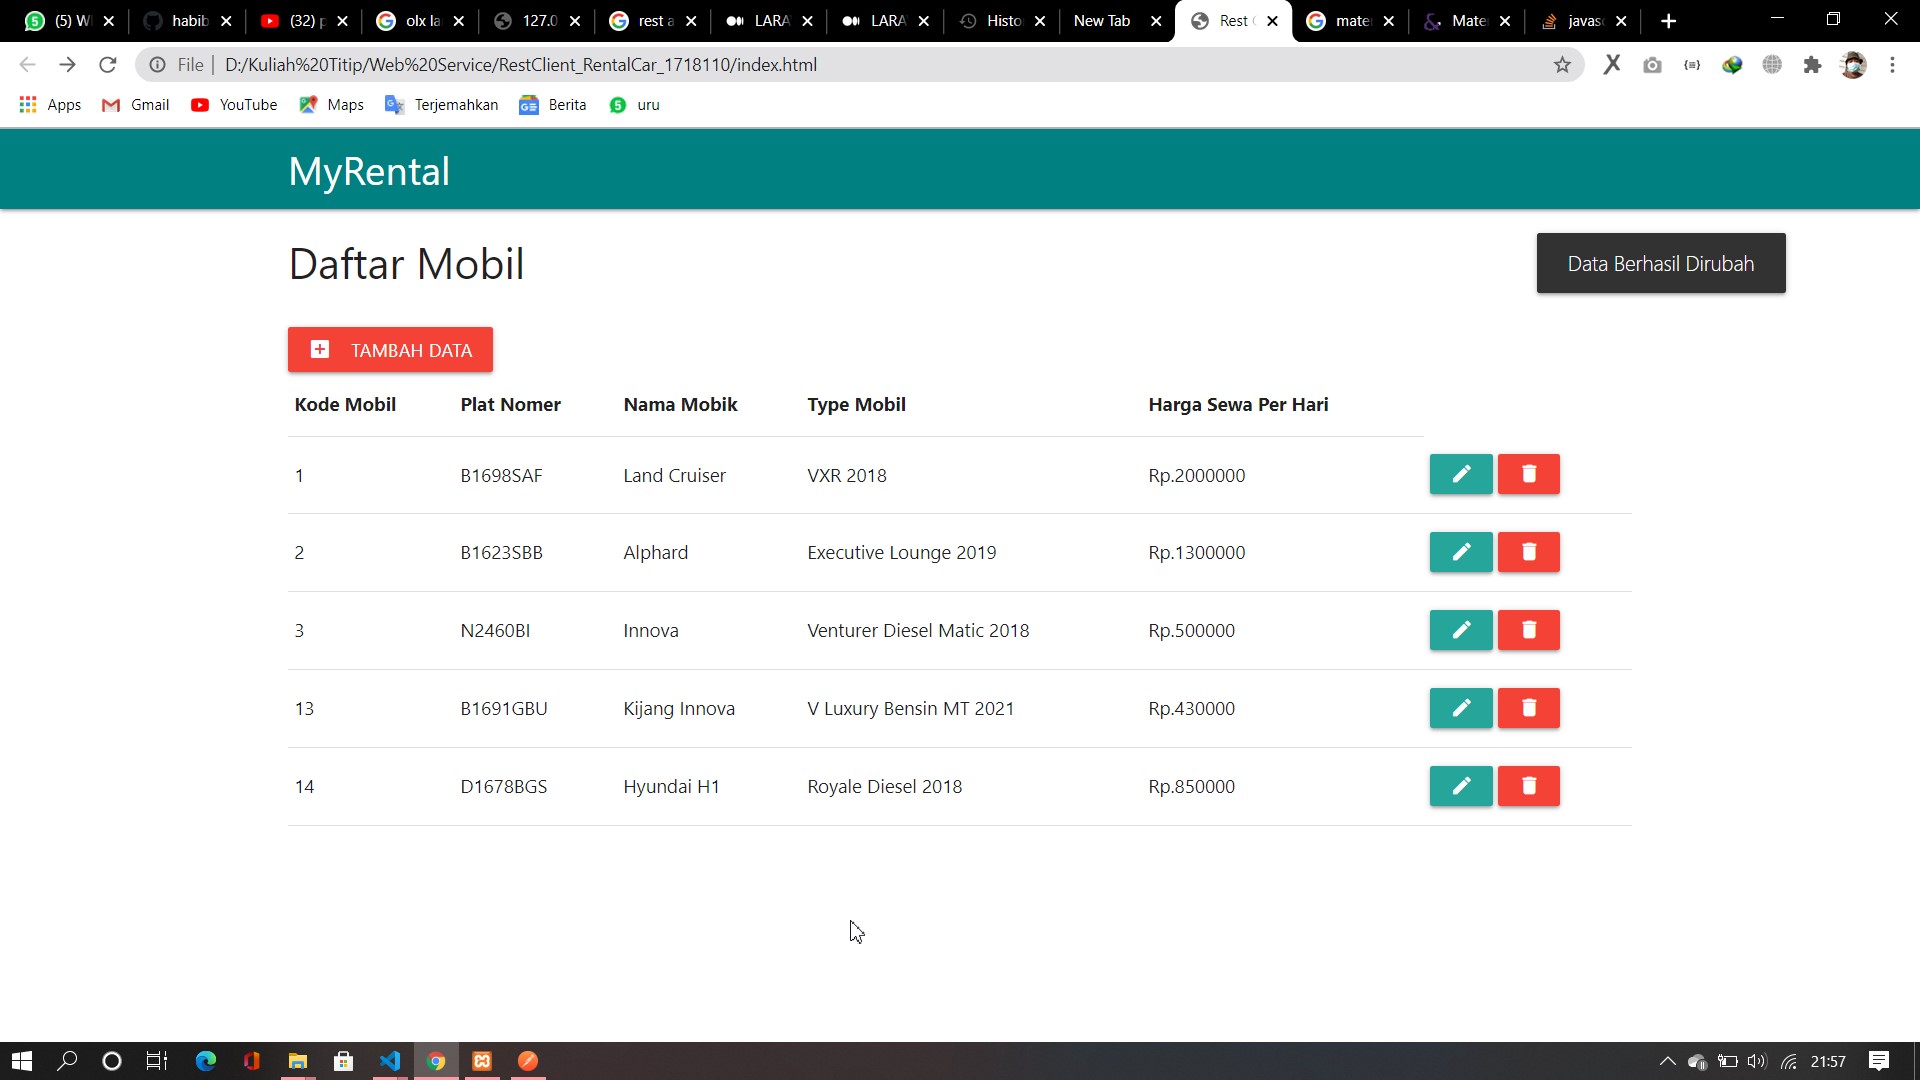 (5) W
habib
(32) p
olx la
127.0
rest a
LARA
LARA
Histo
New Tab
Rest
mate
Mate
javas
File | D:/Kuliah%20Titip/Web%20Service/RestClient_RentalCar_1718110/index.html
Apps Gmail YouTube Maps Terjemahkan Berita uru
MyRental
Daftar Mobil
Data Berhasil Dirubah
TAMBAH DATA
Kode Mobil Plat Nomer Nama Mobik Type Mobil Harga Sewa Per Hari
1 B1698SAF Land Cruiser VXR 2018 Rp.2000000
2 B1623SBB Alphard Executive Lounge 2019 Rp.1300000
3 N2460BI Innova Venturer Diesel Matic 2018 Rp.500000
13 B1691GBU Kijang Innova V Luxury Bensin MT 2021 Rp.430000
14 D1678BGS Hyundai H1 Royale Diesel 2018 Rp.850000
21:57